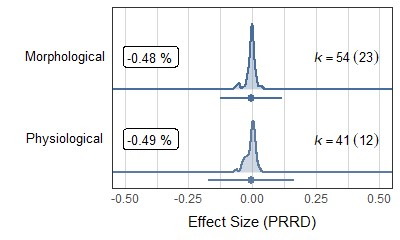 Morphological
-0.48 %
k = 54 (23)
Physiological
-0.49 %
k = 41 (12)
-0.50 -0.25 0.00 0.25 0.50
Effect Size (PRRD)